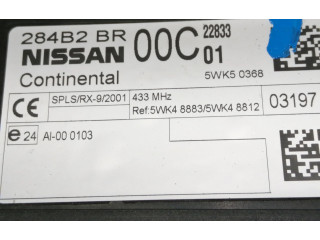 284B2 BR 00C 22833
NISSAN 01
Continental 5WK5 0368
CE SPLS/RX-9/2001 433 MHz 03197
Ref:5WK4 8883/5WK4 8812
e 24 AI-00 0103